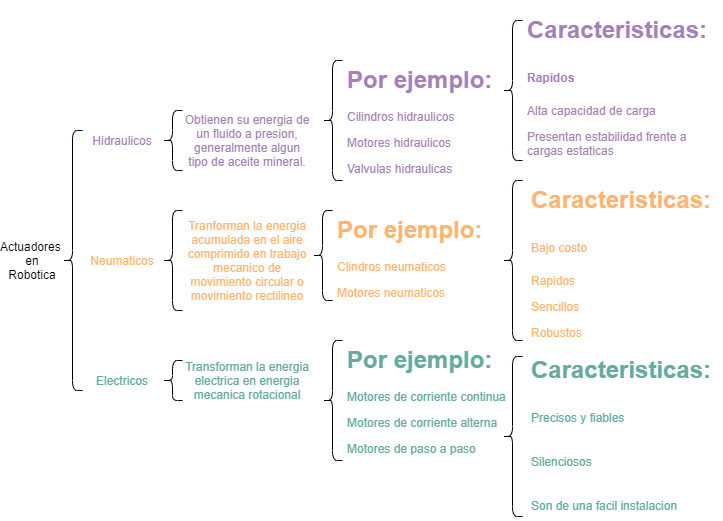 Actuadores
en
Robotica
Hidraulicos
Obtienen su energia de
un fluido a presion,
generalmente algun
tipo de aceite mineral.
Por ejemplo:
Cilindros hidraulicos
Motores hidraulicos
Valvulas hidraulicas
Caracteristicas:
Rapidos
Alta capacidad de carga
Presentan estabilidad frente a
cargas estaticas
Neumaticos
Tranforman la energia
acumulada en el aire
comprimido en trabajo
mecanico de
movimiento circular o
movimiento rectilineo
Por ejemplo:
Clindros neumaticos
Motores neumaticos
Caracteristicas:
Bajo costo
Rapidos
Sencillos
Robustos
Electricos
Transforman la energia
electrica en energia
mecanica rotacional
Por ejemplo:
Motores de corriente continua
Motores de corriente alterna
Motores de paso a paso
Caracteristicas:
Precisos y fiables
Silenciosos
Son de una facil instalacion